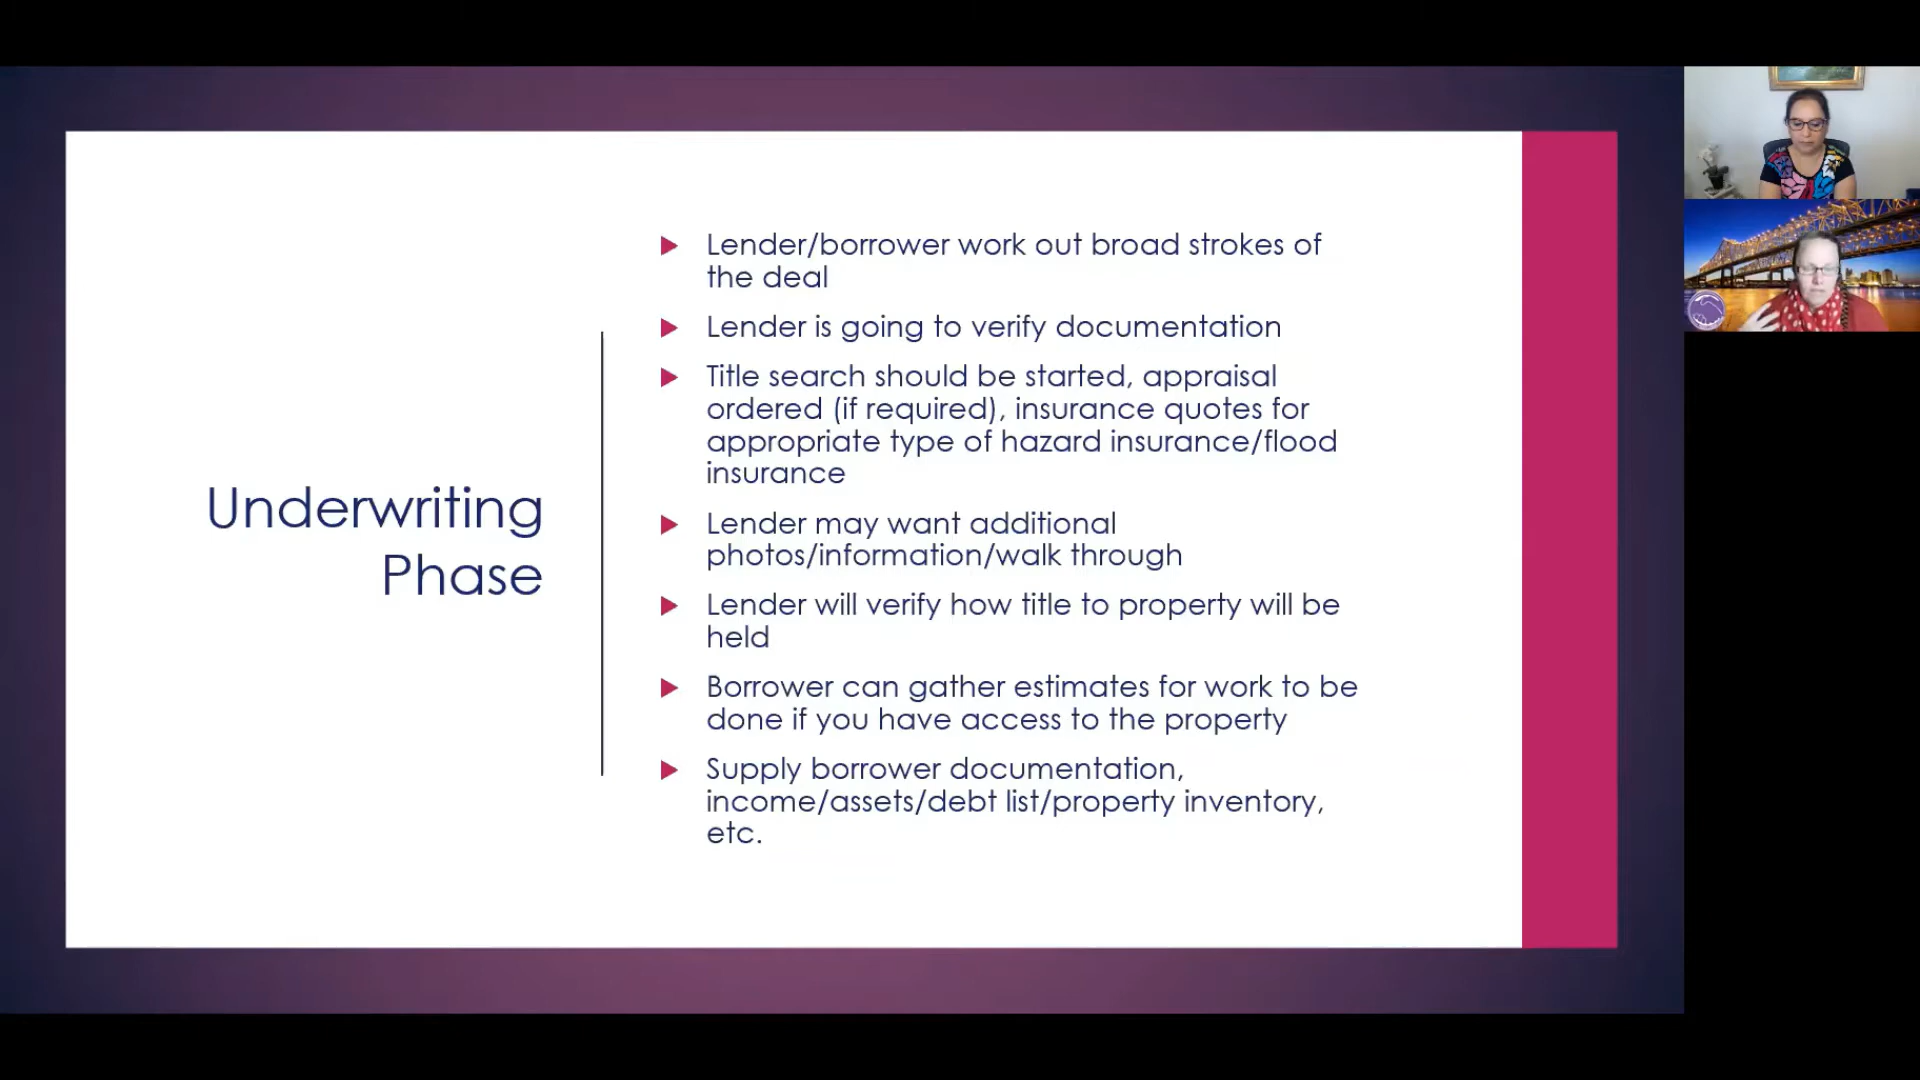 Underwriting
Phase
Lender/borrower work out broad strokes of
the deal
Lender is going to verify documentation
Title search should be started, appraisal
ordered (if required), insurance quotes for
appropriate type of hazard insurance/flood
insurance
Lender may want additional
photos/information/walk through
Lender will verify how title to property will be
held
Borrower can gather estimates for work to be
done if you have access to the property
Supply borrower documentation,
income/assets/debt list/property inventory,
etc.